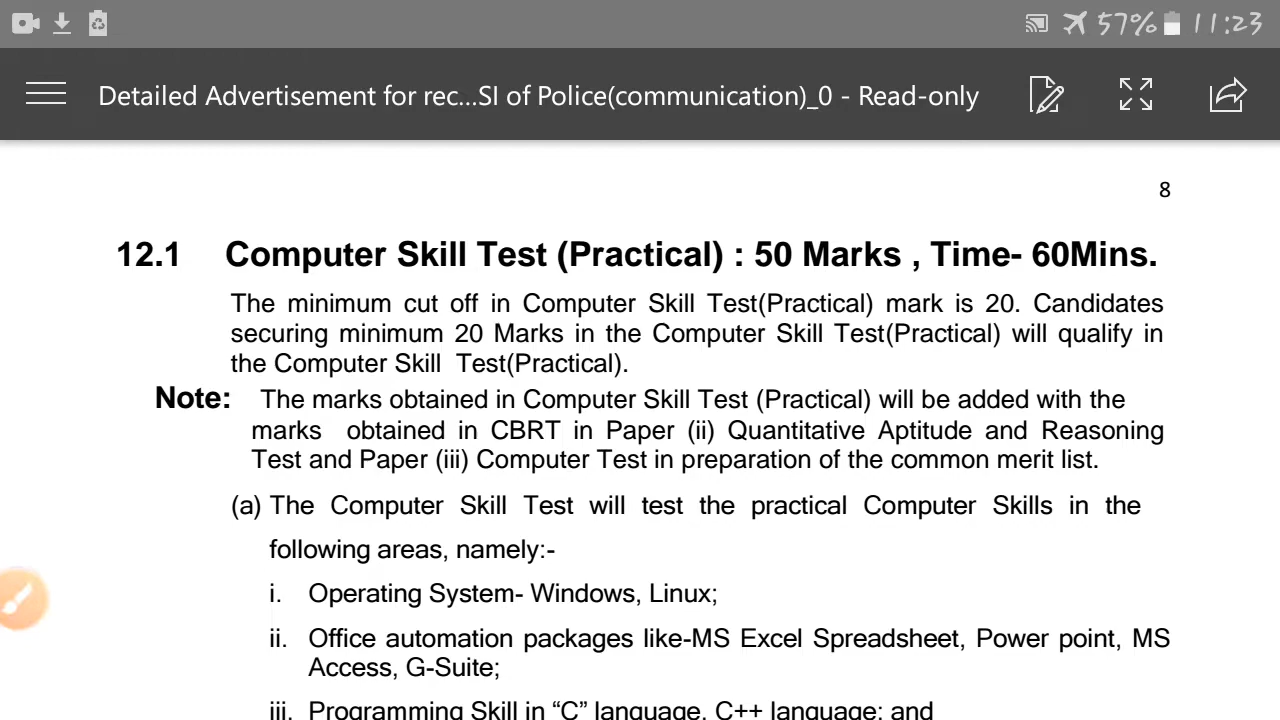 57% 11:23
Detailed Advertisement for rec...SI of Police(communication)_0 - Read-only
8
12.1 Computer Skill Test (Practical) : 50 Marks , Time- 60Mins.
The minimum cut off in Computer Skill Test(Practical) mark is 20. Candidates
securing minimum 20 Marks in the Computer Skill Test(Practical) will qualify in
the Computer Skill Test(Practical).
Note: The marks obtained in Computer Skill Test (Practical) will be added with the
marks obtained in CBRT in Paper (ii) Quantitative Aptitude and Reasoning
Test and Paper (iii) Computer Test in preparation of the common merit list.
(a) The Computer Skill Test will test the practical Computer Skills in the
following areas, namely:-
i. Operating System- Windows, Linux;
ii. Office automation packages like-MS Excel Spreadsheet, Power point, MS
Access, G-Suite;
iii. Programming Skill in “C” language, C++ language; and